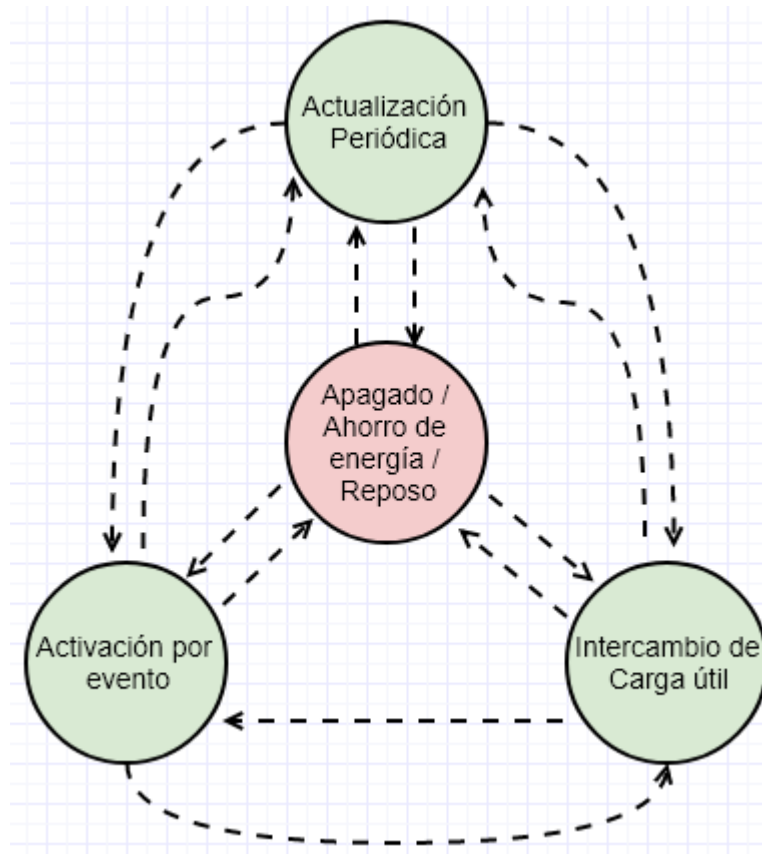 Actualización
Periódica
Apagado /
Ahorro de
energía /
Reposo
Activación por
evento
Intercambio de
Carga útil